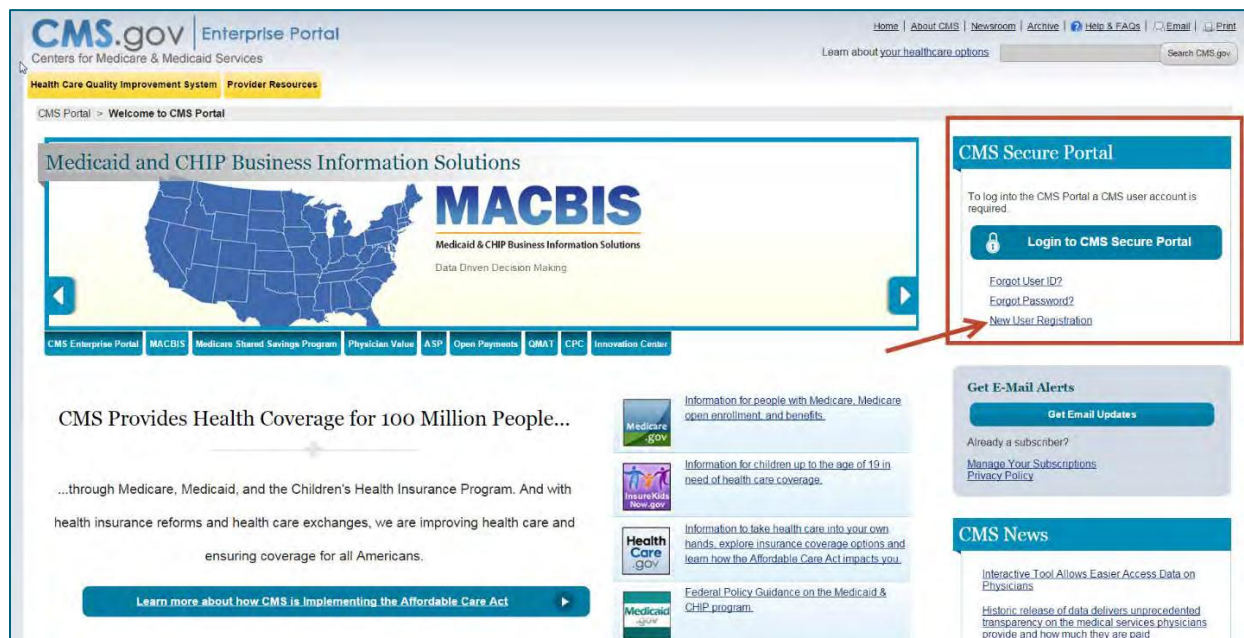 CMS.gov Enterprise Portal
Centers for Medicare & Medicaid Services
Home | About CMS | Newsroom | Archive | Help & FAQs | Email | Print
Learn about your healthcare options
Search CMS.gov
Health Care Quality Improvement System Provider Resources
CMS Portal > Welcome to CMS Portal
Medicaid and CHIP Business Information Solutions
MACBIS
Medicaid & CHIP Business Information Solutions
Data Driven Decision Making
CMS Enterprise Portal MACBIS Medicare Shared Savings Program Physician Value ASP Open Payments QMAT CPC Innovation Center
CMS Secure Portal
To log into the CMS Portal a CMS user account is
required.
Login to CMS Secure Portal
Forgot User ID?
Forgot Password?
New User Registration
CMS Provides Health Coverage for 100 Million People...
...through Medicare, Medicaid, and the Children's Health Insurance Program. And with
health insurance reforms and health care exchanges, we are improving health care and
ensuring coverage for all Americans.
Learn more about how CMS is Implementing the Affordable Care Act
Medicare
.gov
Information for people with Medicare, Medicare
open enrollment, and benefits.
InsureKids
Now.gov
Information for children up to the age of 19 in
need of health care coverage.
Health
Care
.gov
Information to take health care into your own
hands, explore insurance coverage options and
learn how the Affordable Care Act impacts you.
Medicaid
.gov
Federal Policy Guidance on the Medicaid &
CHIP program.
Get E-Mail Alerts
Get Email Updates
Already a subscriber?
Manage Your Subscriptions
Privacy Policy
CMS News
Interactive Tool Allows Easier Access Data on
Physicians
Historic release of data delivers unprecedented
transparency on the medical services physicians
provide and how much they are paid